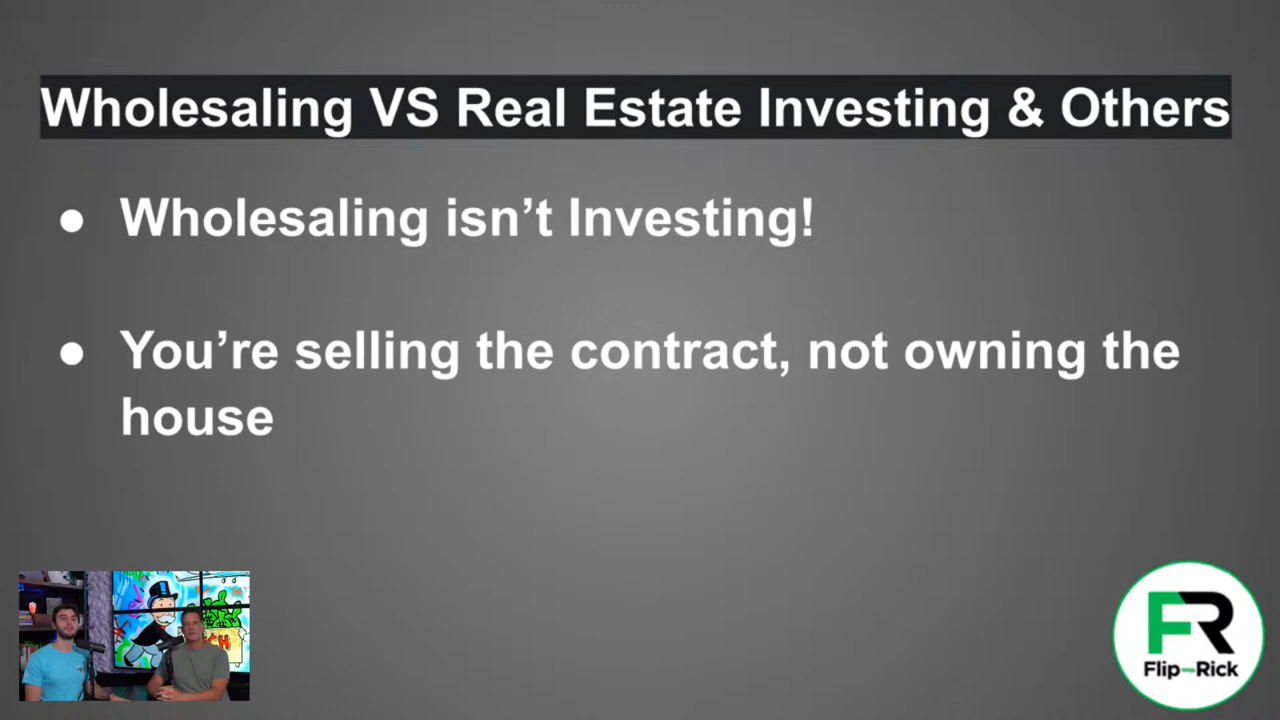 Wholesaling VS Real Estate Investing & Others
● Wholesaling isn’t Investing!
● You’re selling the contract, not owning the
house
FR
Flip Rick